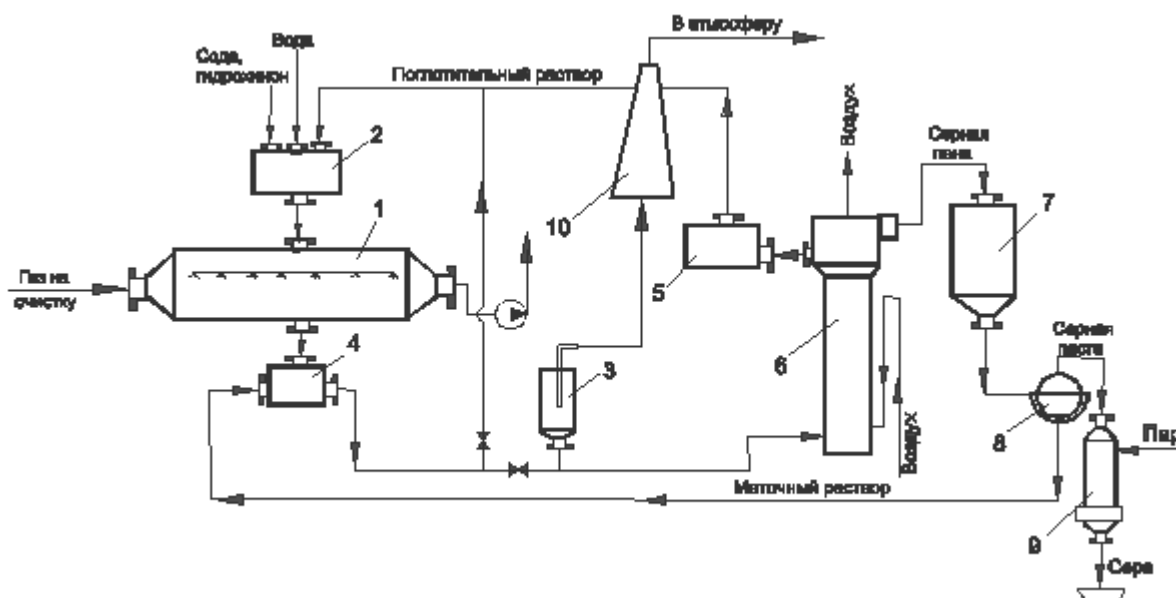 В атмосферу
Вода
Сода,
гидрохинон
Поглотительный раствор
Воздух
Серная
пена
2
10
7
1
Газ на
очистку
5
6
4
3
Серная
паста
8
Воздух
Пар
Маточный раствор
9
Сера